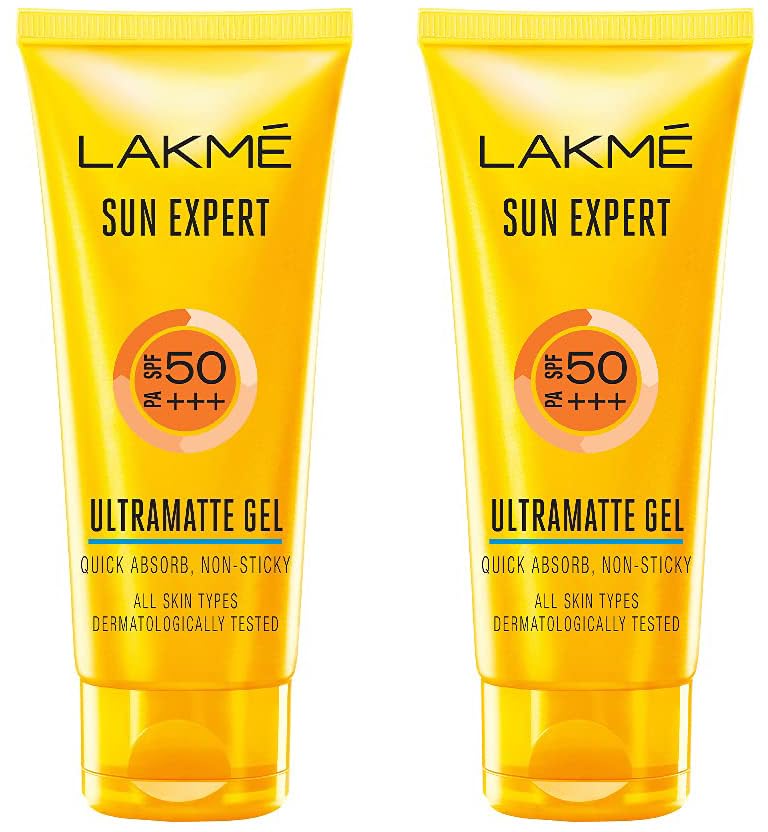 LAKMÉ
SUN EXPERT
PA SPF 50
+++
ULTRAMATTE GEL
QUICK ABSORB, NON-STICKY
ALL SKIN TYPES
DERMATOLOGICALLY TESTED
LAKMÉ
SUN EXPERT
PA SPF 50
+++
ULTRAMATTE GEL
QUICK ABSORB, NON-STICKY
ALL SKIN TYPES
DERMATOLOGICALLY TESTED